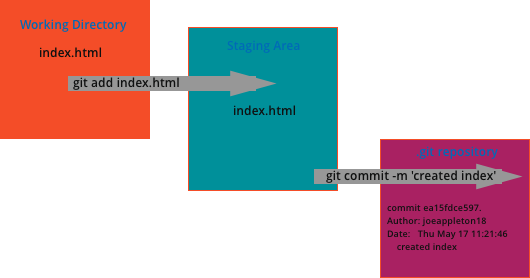 Working Directory
index.html
git add index.html
Staging Area
index.html
git repository
git commit -m 'created index'
commit ea15fdce597.
Author: joeappleton18
Date: Thu May 17 11:21:46
created index